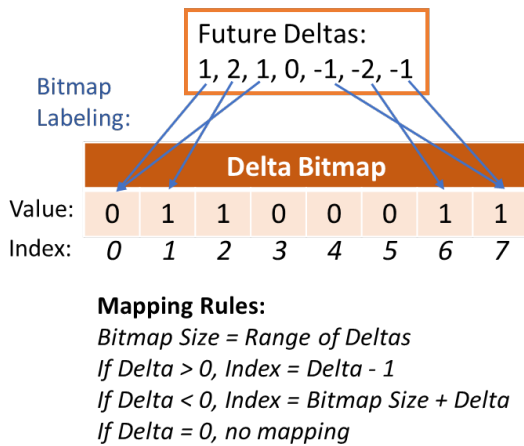 Future Deltas:
1, 2, 1, 0, -1, -2, -1
Bitmap
Labeling:
Delta Bitmap
Value: 0 1 1 0 0 0 1 1
Index: 0 1 2 3 4 5 6 7
Mapping Rules:
Bitmap Size = Range of Deltas
If Delta > 0, Index = Delta - 1
If Delta < 0, Index = Bitmap Size + Delta
If Delta = 0, no mapping